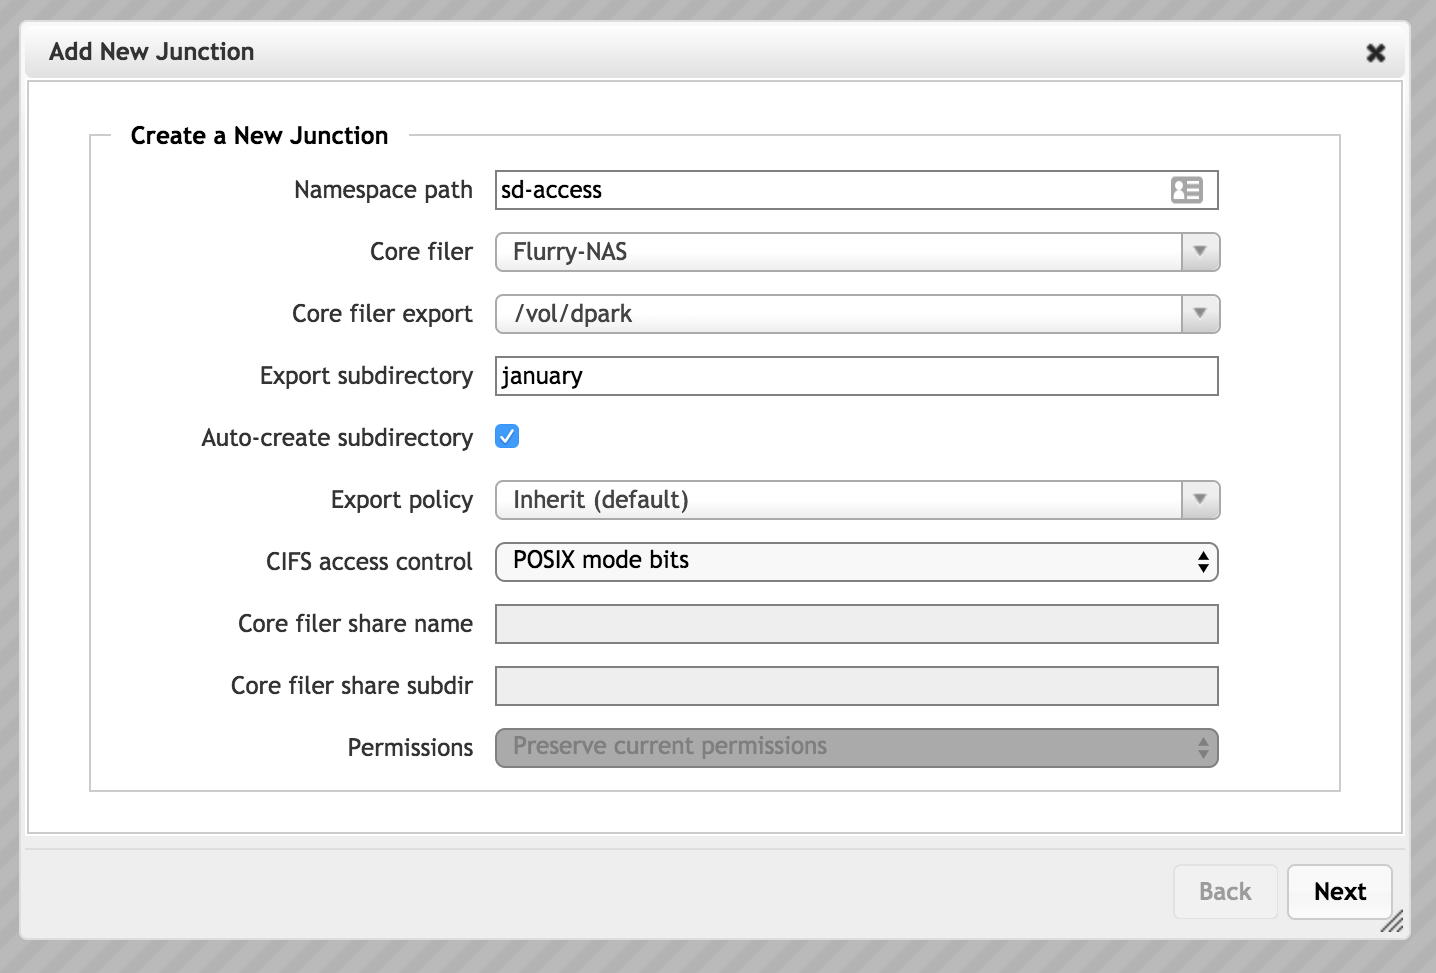 Add New Junction
Create a New Junction
Namespace path sd-access
Core filer Flurry-NAS
Core filer export /vol/dpark
Export subdirectory january
Auto-create subdirectory
Export policy Inherit (default)
CIFS access control POSIX mode bits
Core filer share name
Core filer share subdir
Permissions Preserve current permissions
Back Next